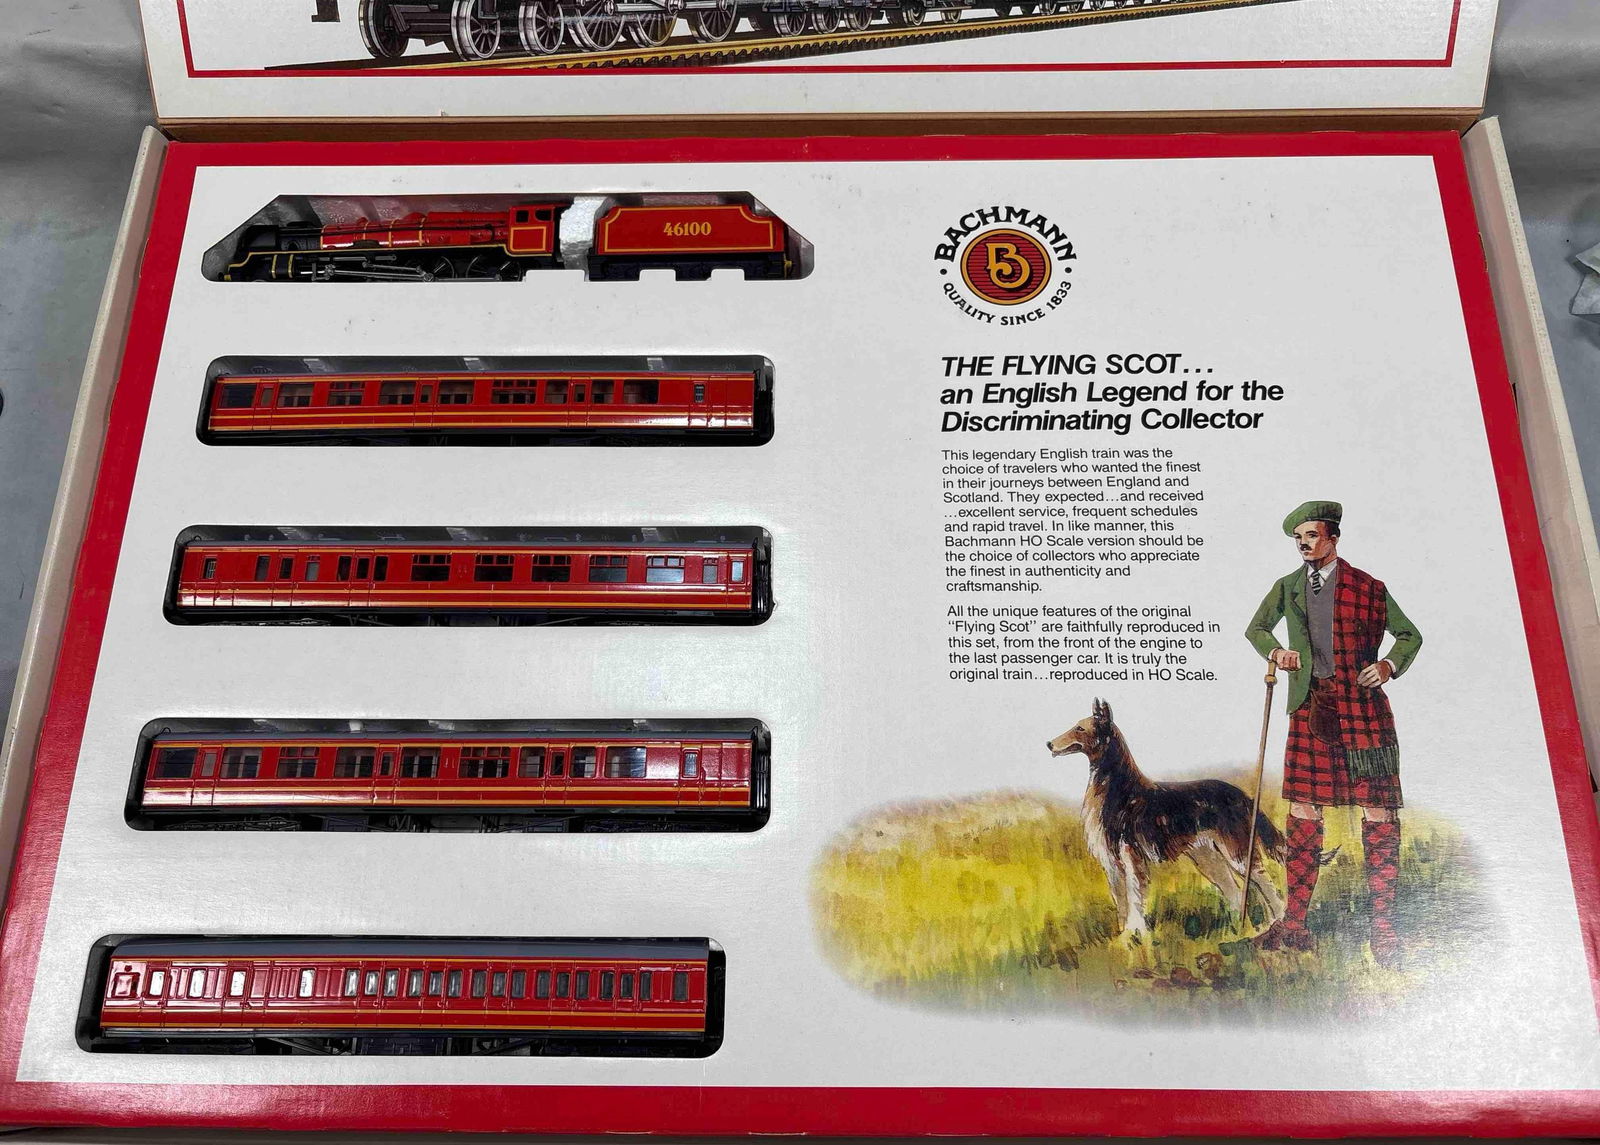 46100
BACHMANN
B
QUALITY SINCE 1833
THE FLYING SCOT...
an English Legend for the
Discriminating Collector
This legendary English train was the
choice of travelers who wanted the finest
in their journeys between England and
Scotland. They expected...and received
...excellent service, frequent schedules
and rapid travel. In like manner, this
Bachmann HO Scale version should be
the choice of collectors who appreciate
the finest in authenticity and
craftsmanship.
All the unique features of the original
"Flying Scot" are faithfully reproduced in
this set, from the front of the engine to
the last passenger car. It is truly the
original train...reproduced in HO Scale.